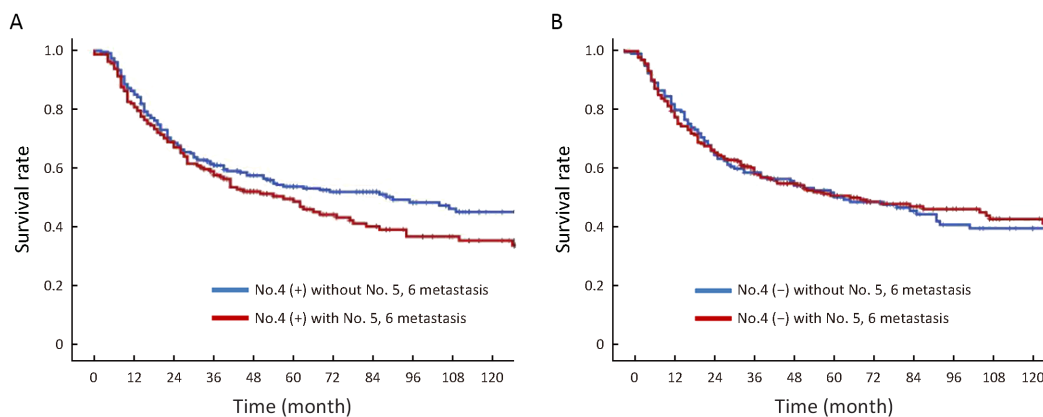 A
Survival rate
1.0
0.8
0.6
0.4
0.2
0
No.4 (+) without No. 5, 6 metastasis
No.4 (+) with No. 5, 6 metastasis
0 12 24 36 48 60 72 84 96 108 120
Time (month)
B
Survival rate
1.0
0.8
0.6
0.4
0.2
0
No.4 (−) without No. 5, 6 metastasis
No.4 (−) with No. 5, 6 metastasis
0 12 24 36 48 60 72 84 96 108 120
Time (month)